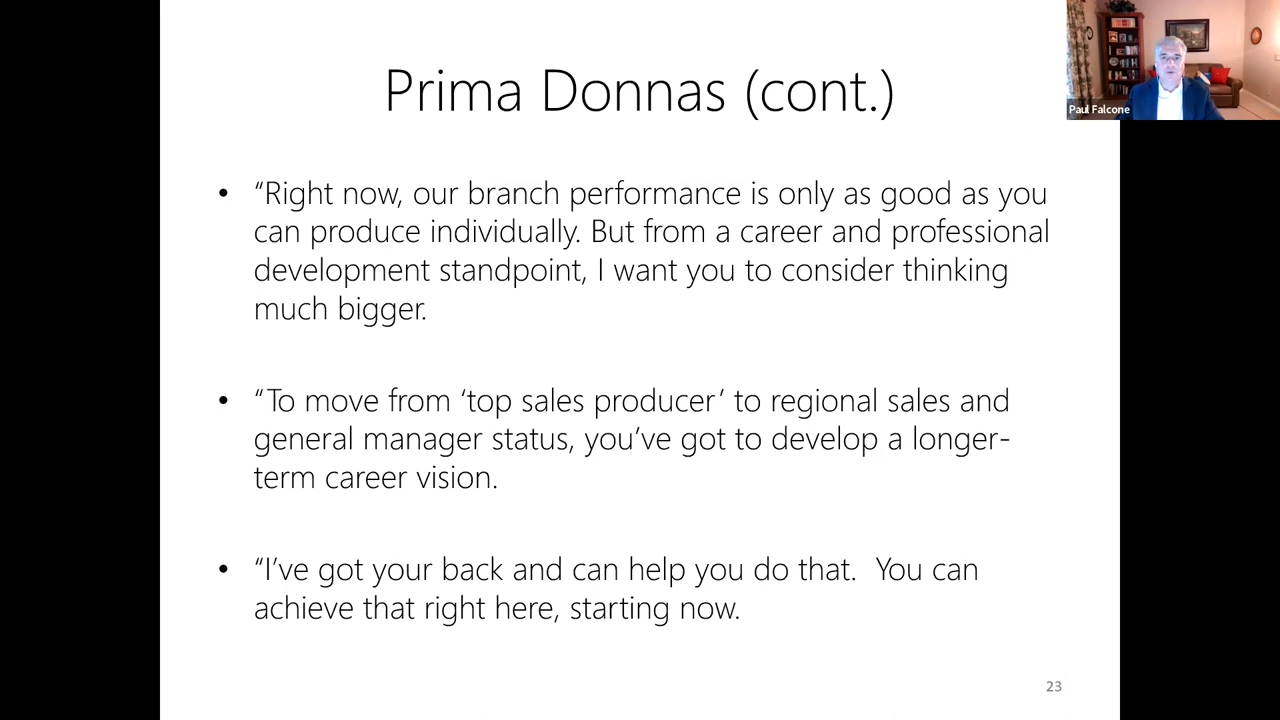 Prima Donnas (cont.)
Paul Falcone
• “Right now, our branch performance is only as good as you
can produce individually. But from a career and professional
development standpoint, I want you to consider thinking
much bigger.
• “To move from ‘top sales producer’ to regional sales and
general manager status, you’ve got to develop a longer-
term career vision.
• “I’ve got your back and can help you do that.  You can
achieve that right here, starting now.
23